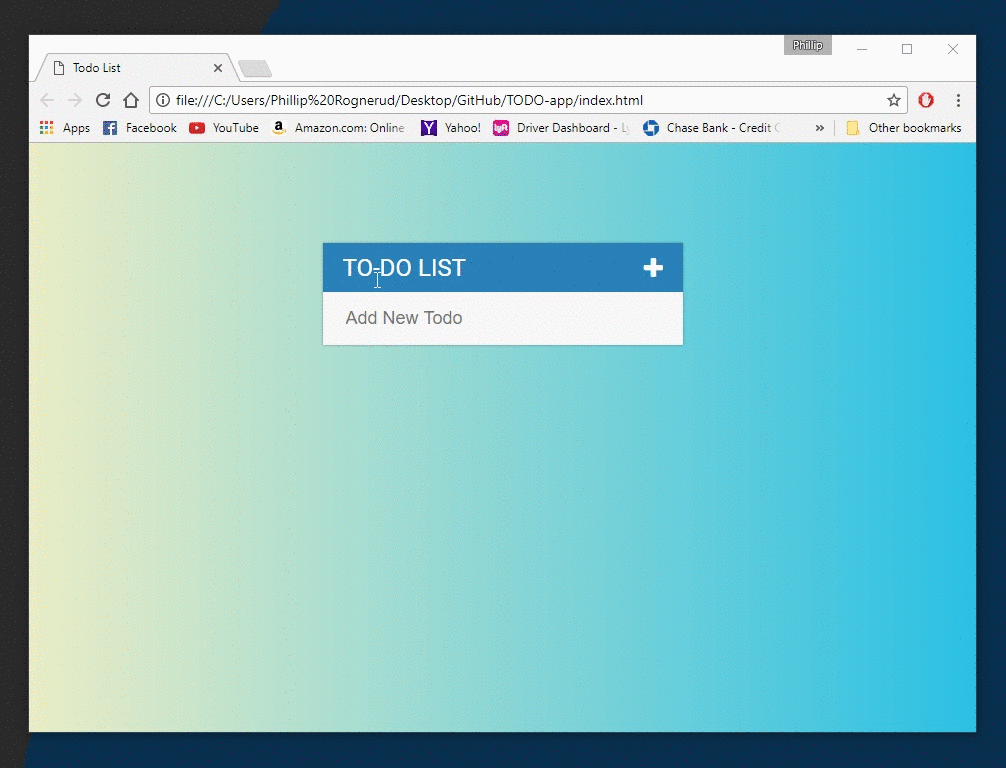 Phillip
Todo List
file:///C:/Users/Phillip%20Rognerud/Desktop/GitHub/TODO-app/index.html
Apps Facebook YouTube Amazon.com: Online Yahoo! Driver Dashboard - Chase Bank - Credit » Other bookmarks
TO-DO LIST
Add New Todo